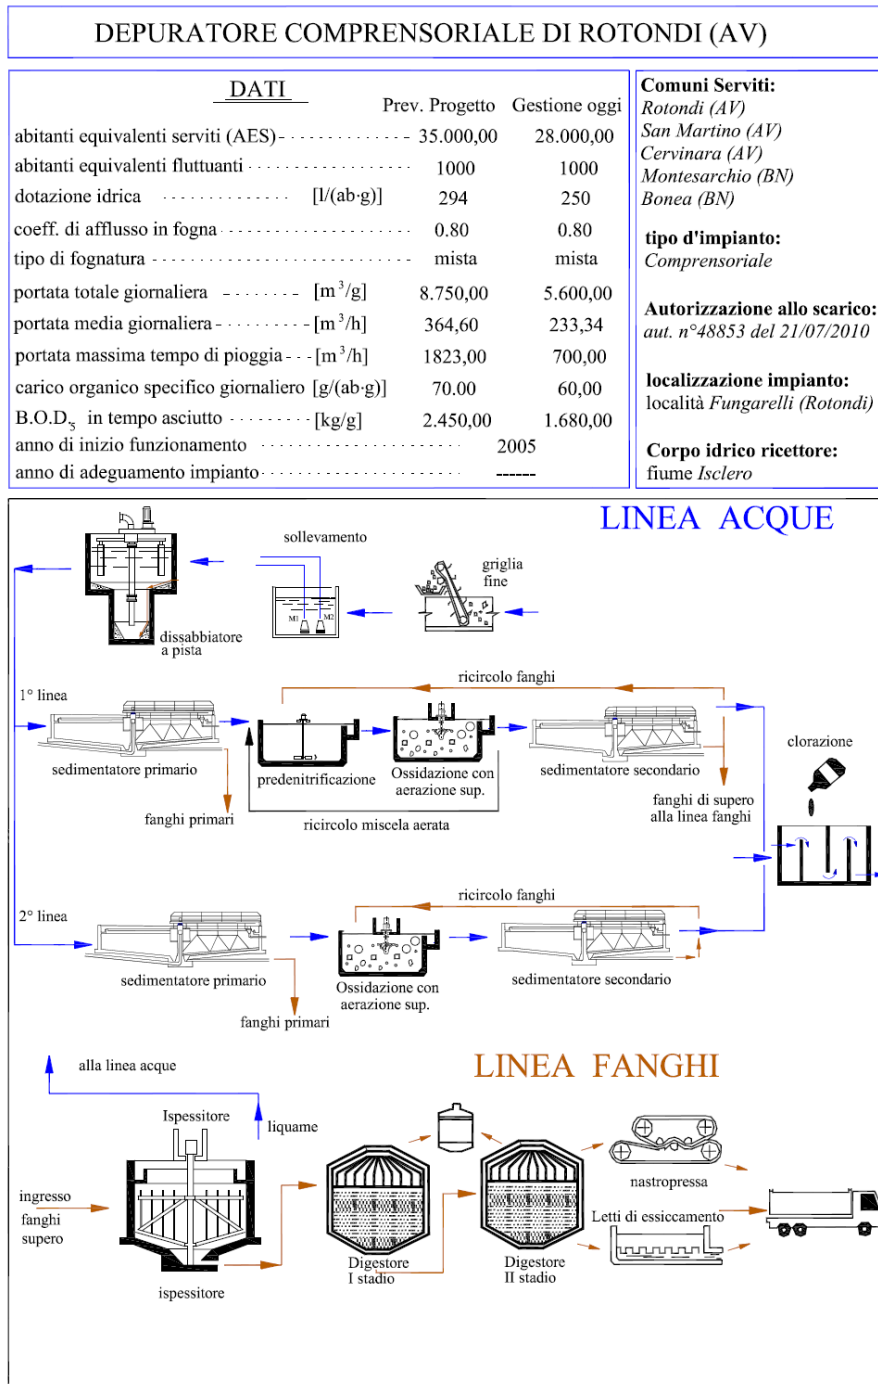 DEPURATORE COMPRENSORIALE DI ROTONDI (AV)
DATI
Prev. Progetto Gestione oggi
abitanti equivalenti serviti (AES) 35.000,00 28.000,00
abitanti equivalenti fluttuanti 1000 1000
dotazione idrica [l/(ab·g)] 294 250
coeff. di afflusso in fogna 0.80 0.80
tipo di fognatura mista mista
portata totale giornaliera [m³/g] 8.750,00 5.600,00
portata media giornaliera [m³/h] 364,60 233,34
portata massima tempo di pioggia [m³/h] 1823,00 700,00
carico organico specifico giornaliero [g/(ab·g)] 70.00 60,00
B.O.D.₅ in tempo asciutto [kg/g] 2.450,00 1.680,00
anno di inizio funzionamento 2005
anno di adeguamento impianto ------
Comuni Serviti:
Rotondi (AV)
San Martino (AV)
Cervinara (AV)
Montesarchio (BN)
Bonea (BN)
tipo d'impianto:
Comprensoriale
Autorizzazione allo scarico:
aut. n°48853 del 21/07/2010
localizzazione impianto:
località Fungarelli (Rotondi)
Corpo idrico ricettore:
fiume Isclero
LINEA ACQUE
sollevamento
griglia
fine
M1 M2
dissabbiatore
a pista
ricircolo fanghi
1° linea
clorazione
sedimentatore primario
predenitrificazione
Ossidazione con
aerazione sup.
sedimentatore secondario
fanghi primari
ricircolo miscela aerata
fanghi di supero
alla linea fanghi
ricircolo fanghi
2° linea
sedimentatore primario
Ossidazione con
aerazione sup.
sedimentatore secondario
fanghi primari
LINEA FANGHI
alla linea acque
Ispessitore
liquame
nastropressa
ingresso
fanghi
supero
Letti di essiccamento
Digestore
I stadio
Digestore
II stadio
ispessitore